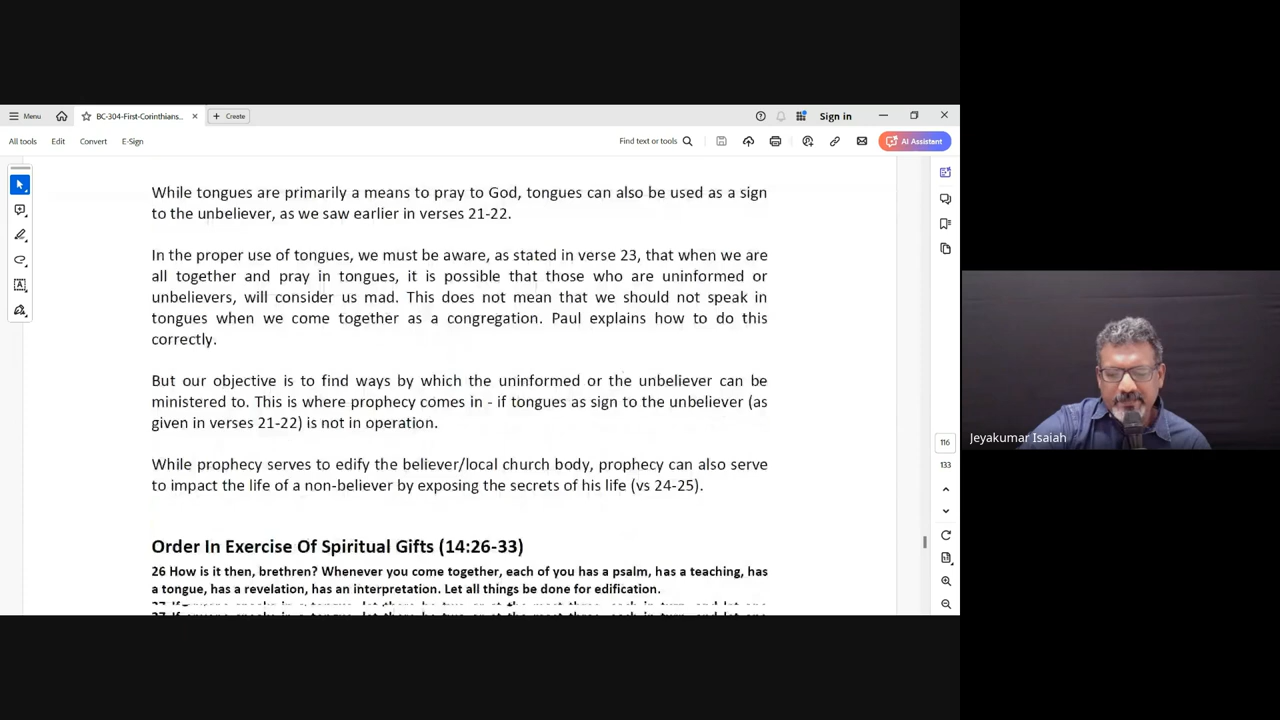 Menu
BC-304-First-Corinthians...
Create
Sign in
All tools
Edit
Convert
E-Sign
Find text or tools
AI Assistant
While tongues are primarily a means to pray to God, tongues can also be used as a sign
to the unbeliever, as we saw earlier in verses 21-22.
In the proper use of tongues, we must be aware, as stated in verse 23, that when we are
all together and pray in tongues, it is possible that those who are uninformed or
unbelievers, will consider us mad. This does not mean that we should not speak in
tongues when we come together as a congregation. Paul explains how to do this
correctly.
But our objective is to find ways by which the uninformed or the unbeliever can be
ministered to. This is where prophecy comes in - if tongues as sign to the unbeliever (as
given in verses 21-22) is not in operation.
While prophecy serves to edify the believer/local church body, prophecy can also serve
to impact the life of a non-believer by exposing the secrets of his life (vs 24-25).
Order In Exercise Of Spiritual Gifts (14:26-33)
26 How is it then, brethren? Whenever you come together, each of you has a psalm, has a teaching, has
a tongue, has a revelation, has an interpretation. Let all things be done for edification.
116
133
Jeyakumar Isaiah